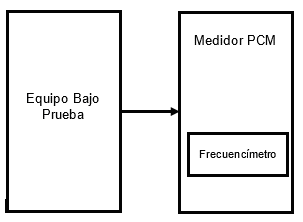 Equipo Bajo
Prueba
Medidor PCM
Frecuencímetro